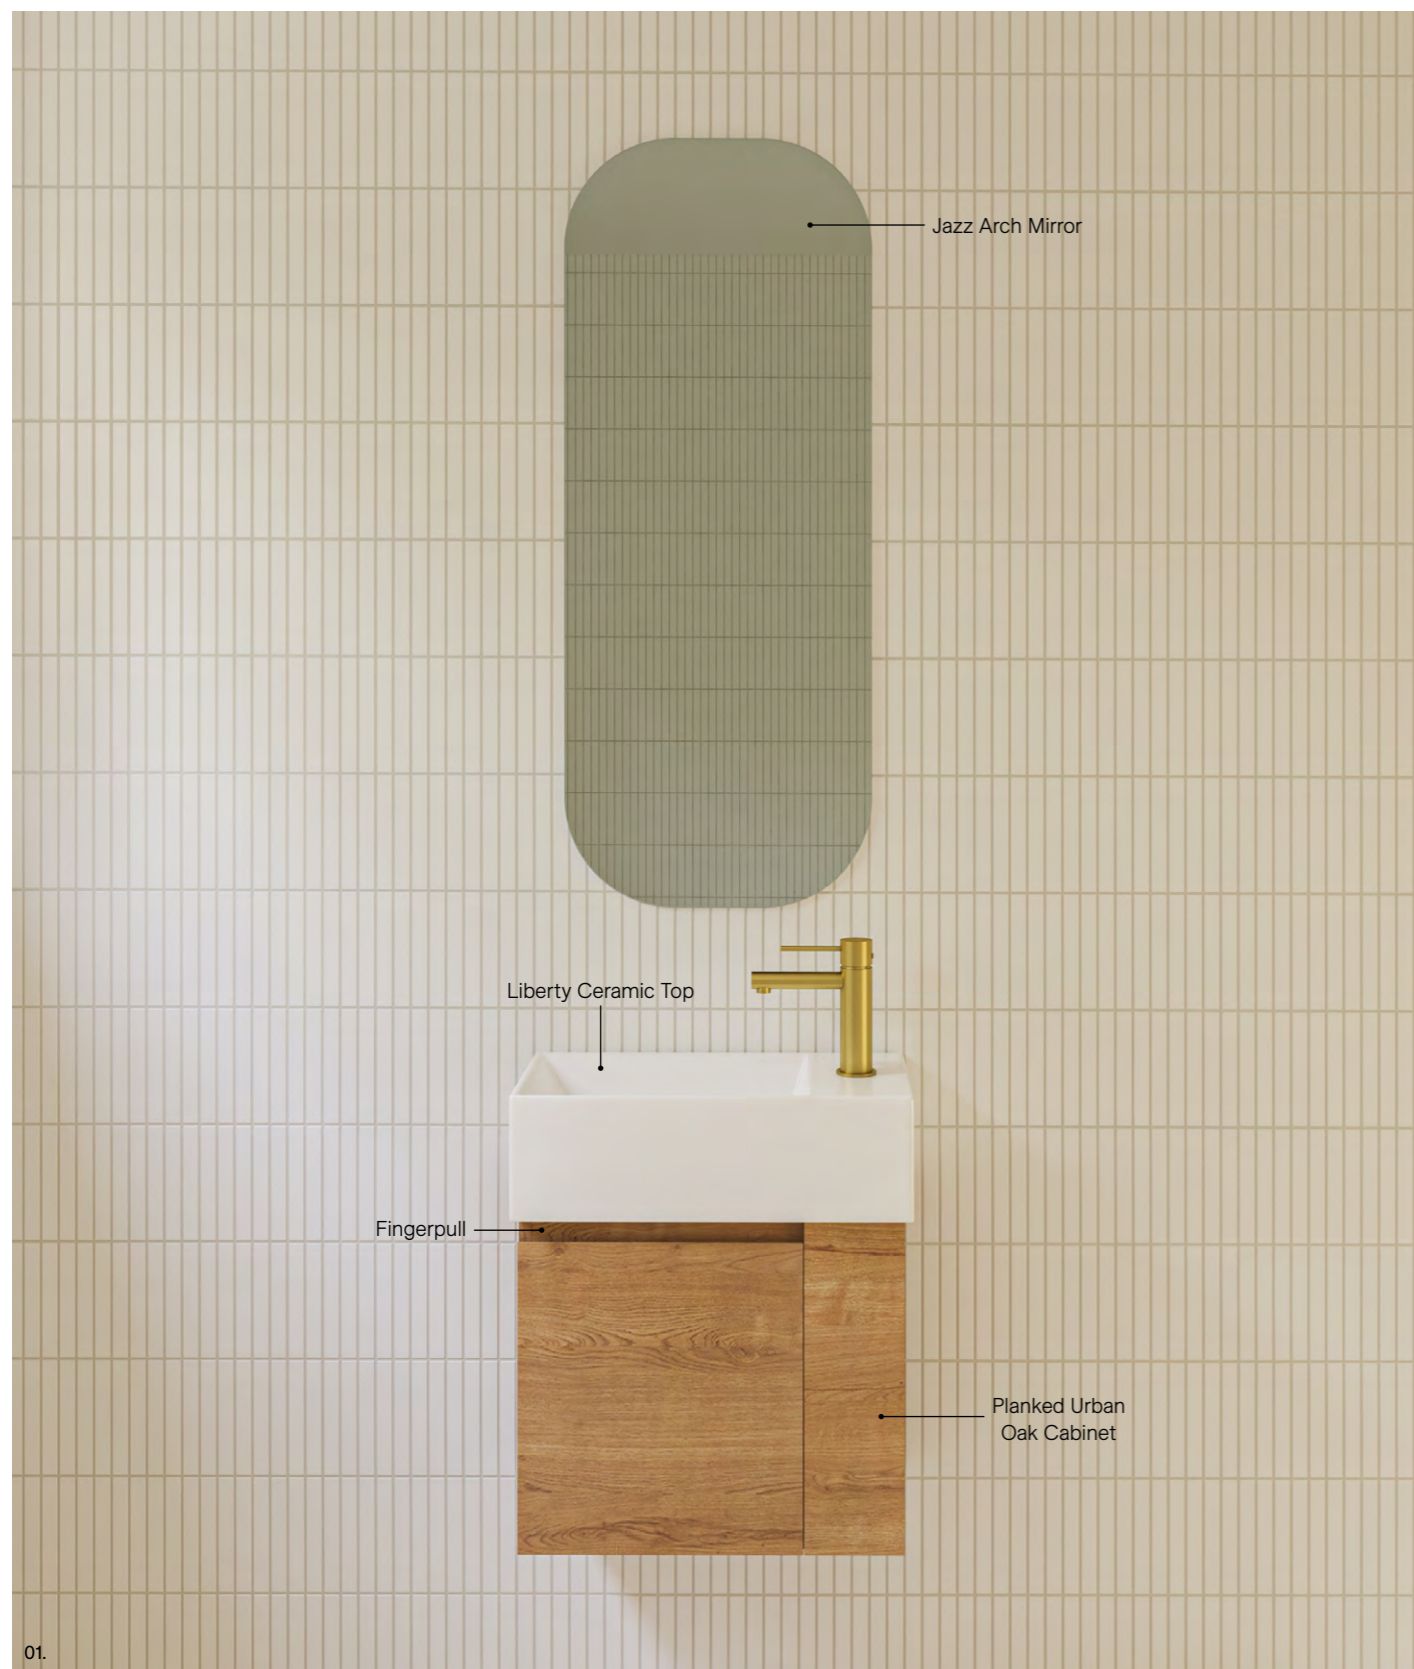 Jazz Arch Mirror
Liberty Ceramic Top
Fingerpull
Planked Urban
Oak Cabinet
01.